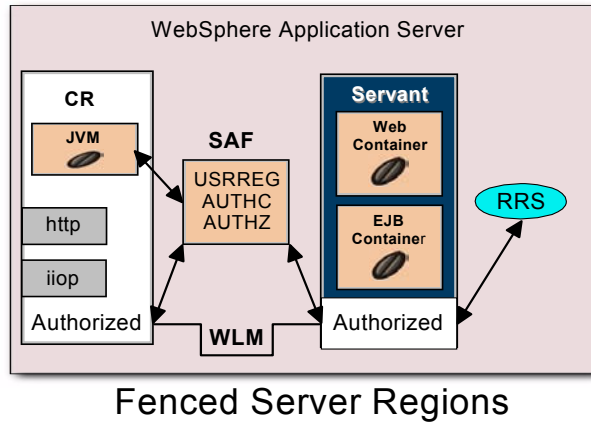 WebSphere Application Server
CR
JVM
http
iiop
Authorized
SAF
USRREG
AUTHC
AUTHZ
WLM
Servant
Web
Container
EJB
Container
Authorized
RRS
Fenced Server Regions